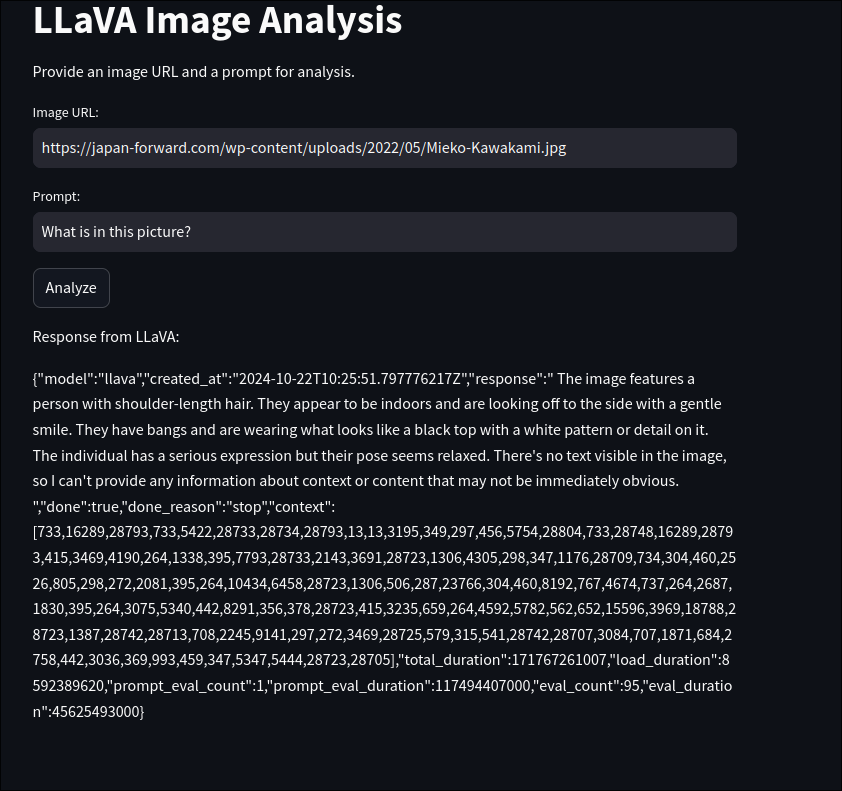 LLaVA Image Analysis
Provide an image URL and a prompt for analysis.
Image URL:
https://japan-forward.com/wp-content/uploads/2022/05/Mieko-Kawakami.jpg
Prompt:
What is in this picture?
Analyze
Response from LLaVA:
{"model":"llava","created_at":"2024-10-22T10:25:51.797776217Z","response":" The image features a
person with shoulder-length hair. They appear to be indoors and are looking off to the side with a gentle
smile. They have bangs and are wearing what looks like a black top with a white pattern or detail on it.
The individual has a serious expression but their pose seems relaxed. There's no text visible in the image,
so I can't provide any information about context or content that may not be immediately obvious.
","done":true,"done_reason":"stop","context":
[733,16289,28793,733,5422,28733,28734,28793,13,13,3195,349,297,456,5754,28804,733,28748,16289,2879
3,415,3469,4190,264,1338,395,7793,28733,2143,3691,28723,1306,4305,298,347,1176,28709,734,304,460,25
26,805,298,272,2081,395,264,10434,6458,28723,1306,506,287,23766,304,460,8192,767,4674,737,264,2687,
1830,395,264,3075,5340,442,8291,356,378,28723,415,3235,659,264,4592,5782,562,652,15596,3969,18788,2
8723,1387,28742,28713,708,2245,9141,297,272,3469,28725,579,315,541,28742,28707,3084,707,1871,684,2
758,442,3036,369,993,459,347,5347,5444,28723,28705],"total_duration":171767261007,"load_duration":8
592389620,"prompt_eval_count":1,"prompt_eval_duration":117494407000,"eval_count":95,"eval_duratio
n":45625493000}